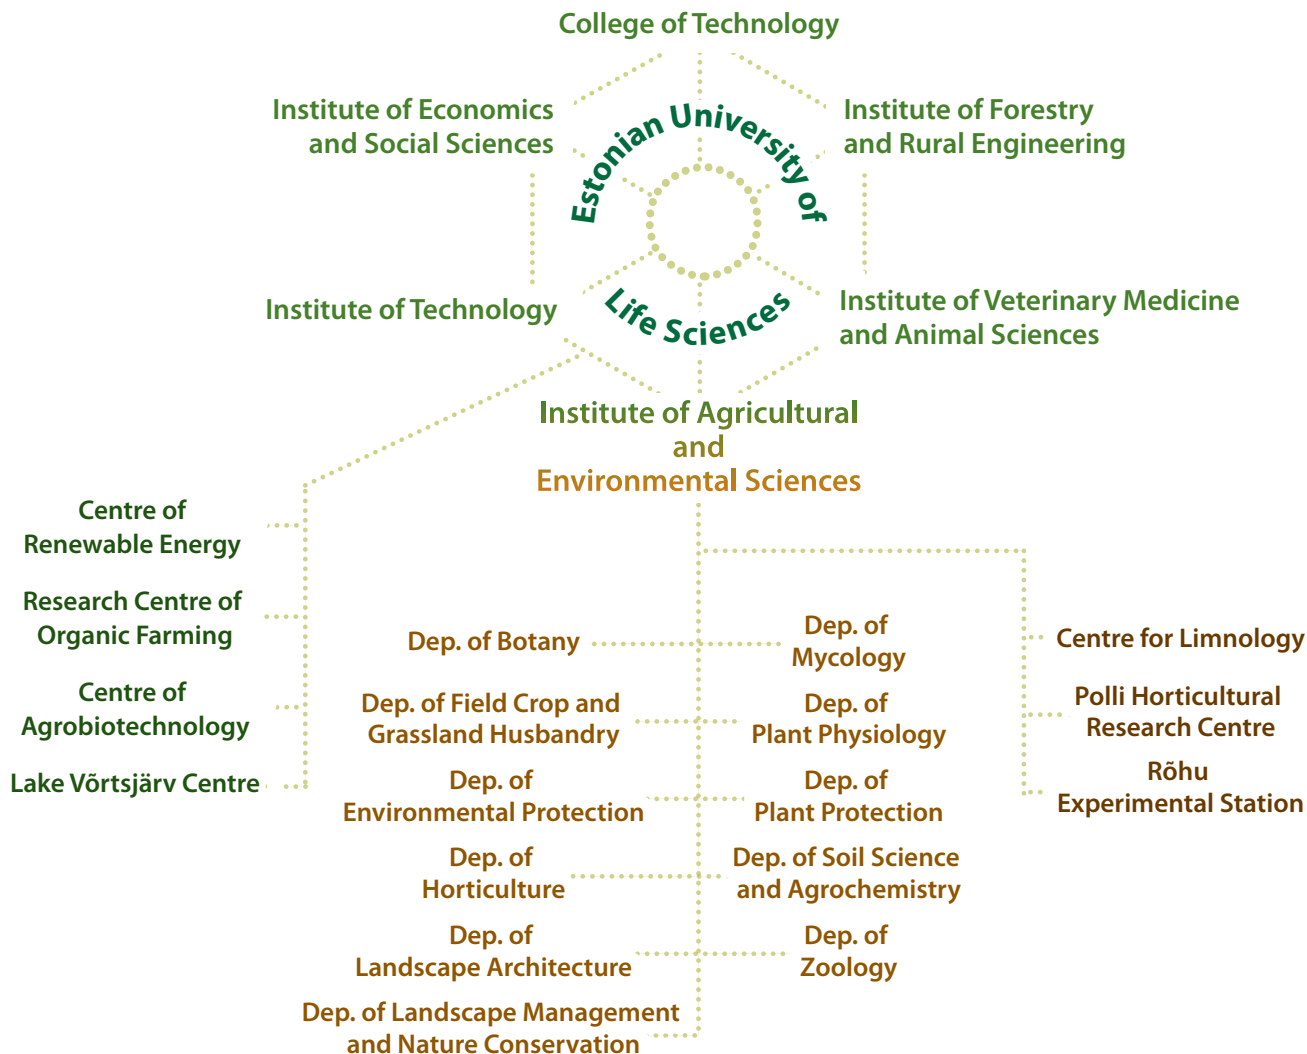 College of Technology
Institute of Economics
and Social Sciences
Institute of Forestry
and Rural Engineering
Estonian University of
Life Sciences
Institute of Technology
Institute of Veterinary Medicine
and Animal Sciences
Institute of Agricultural
and
Environmental Sciences
Centre of
Renewable Energy
Research Centre of
Organic Farming
Centre of
Agrobiotechnology
Lake Võrtsjärv Centre
Dep. of Botany
Dep. of
Mycology
Dep. of Field Crop and
Grassland Husbandry
Dep. of
Plant Physiology
Dep. of
Environmental Protection
Dep. of
Plant Protection
Dep. of
Horticulture
Dep. of Soil Science
and Agrochemistry
Dep. of
Landscape Architecture
Dep. of
Zoology
Dep. of Landscape Management
and Nature Conservation
Centre for Limnology
Polli Horticultural
Research Centre
Rõhu
Experimental Station